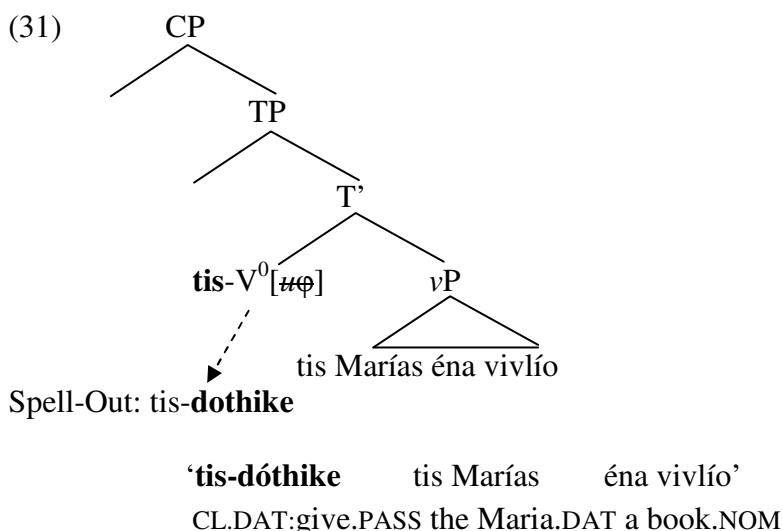 (31) CP
TP
T’
tis-V⁰[uφ] vP
tis Marías éna vivlío
Spell-Out: tis-dothike
‘tis-dóthike tis Marías éna vivlío’
CL.DAT:give.PASS the Maria.DAT a book.NOM